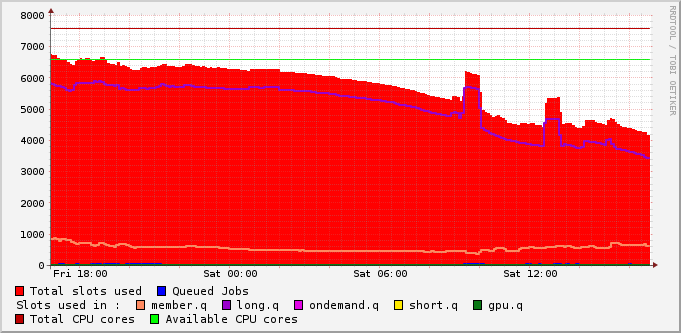 8000
7000
6000
5000
4000
3000
2000
1000
0
Fri 18:00 Sat 00:00 Sat 06:00 Sat 12:00
RRDTOOL / TOBI OETIKER
Total slots used Queued Jobs
Slots used in : member.q long.q ondemand.q short.q gpu.q
Total CPU cores Available CPU cores